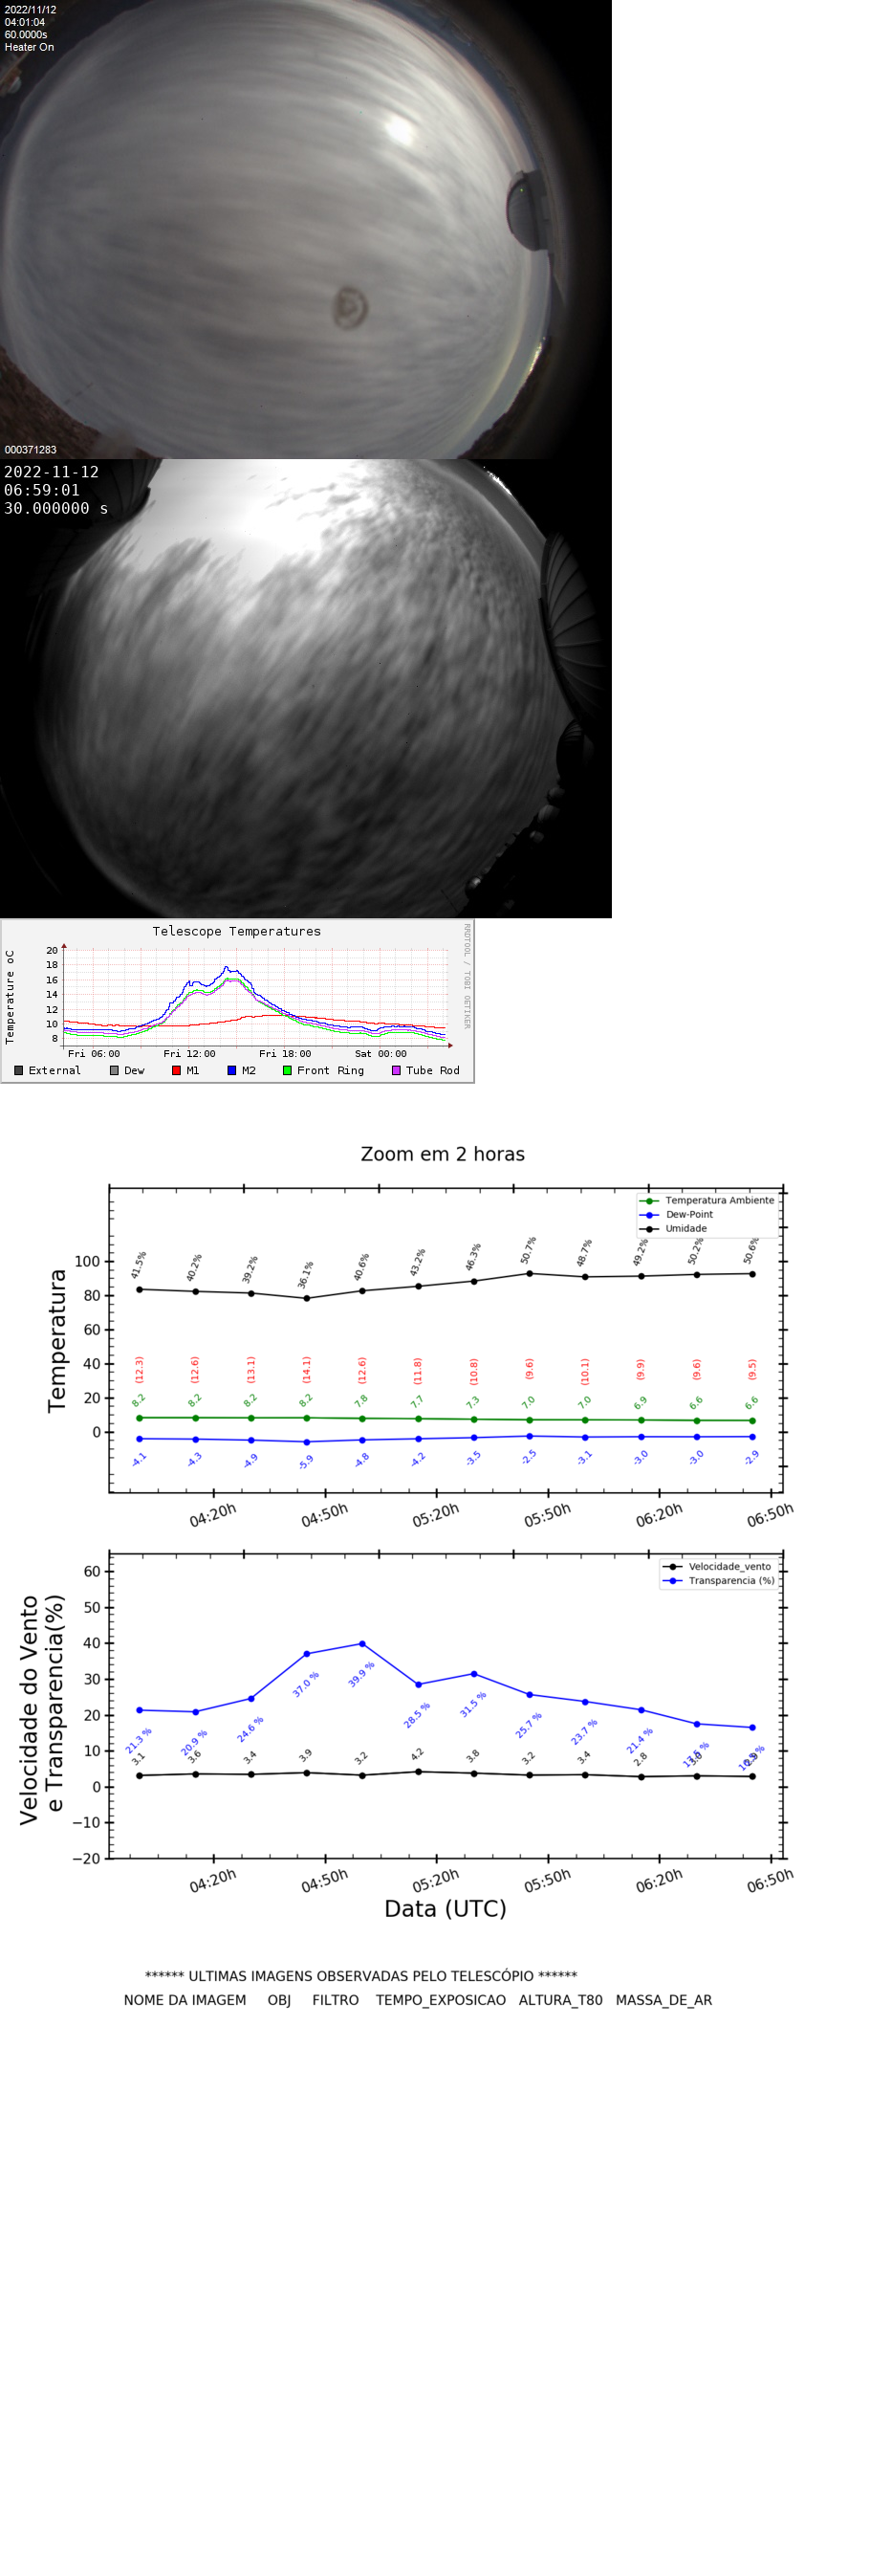 2022/11/12
04:01:04
60.0000s
Heater On
000371283
2022-11-12
06:59:01
30.000000 s
Telescope Temperatures
RRDTOOL / TOBI OETIKER
Temperature oC
20
18
16
14
12
10
8
Fri 06:00 Fri 12:00 Fri 18:00 Sat 00:00
External Dew M1 M2 Front Ring Tube Rod
Zoom em 2 horas
Temperatura Ambiente
Dew-Point
Umidade
Temperatura
100
80
60
40
20
0
41.5% 40.2% 39.2% 36.1% 40.6% 43.2% 46.3% 50.7% 48.7% 49.2% 50.2% 50.6%
(12.3) (12.6) (13.1) (14.1) (12.6) (11.8) (10.8) (9.6) (10.1) (9.9) (9.6) (9.5)
8.2 8.2 8.2 8.2 7.8 7.7 7.3 7.0 7.0 6.9 6.6 6.6
-4.1 -4.3 -4.9 -5.9 -4.8 -4.2 -3.5 -2.5 -3.1 -3.0 -3.0 -2.9
04:20h 04:50h 05:20h 05:50h 06:20h 06:50h
Velocidade_vento
Transparencia (%)
Velocidade do Vento
e Transparencia(%)
60
50
40
30
20
10
0
−10
−20
21.3 % 20.9 % 24.6 % 37.0 % 39.9 % 28.5 % 31.5 % 25.7 % 23.7 % 21.4 %
3.1 3.6 3.4 3.9 3.2 4.2 3.8 3.2 3.4 2.8
04:20h 04:50h 05:20h 05:50h 06:20h 06:50h
Data (UTC)
****** ULTIMAS IMAGENS OBSERVADAS PELO TELESCÓPIO ******
NOME DA IMAGEM OBJ FILTRO TEMPO_EXPOSICAO ALTURA_T80 MASSA_DE_AR